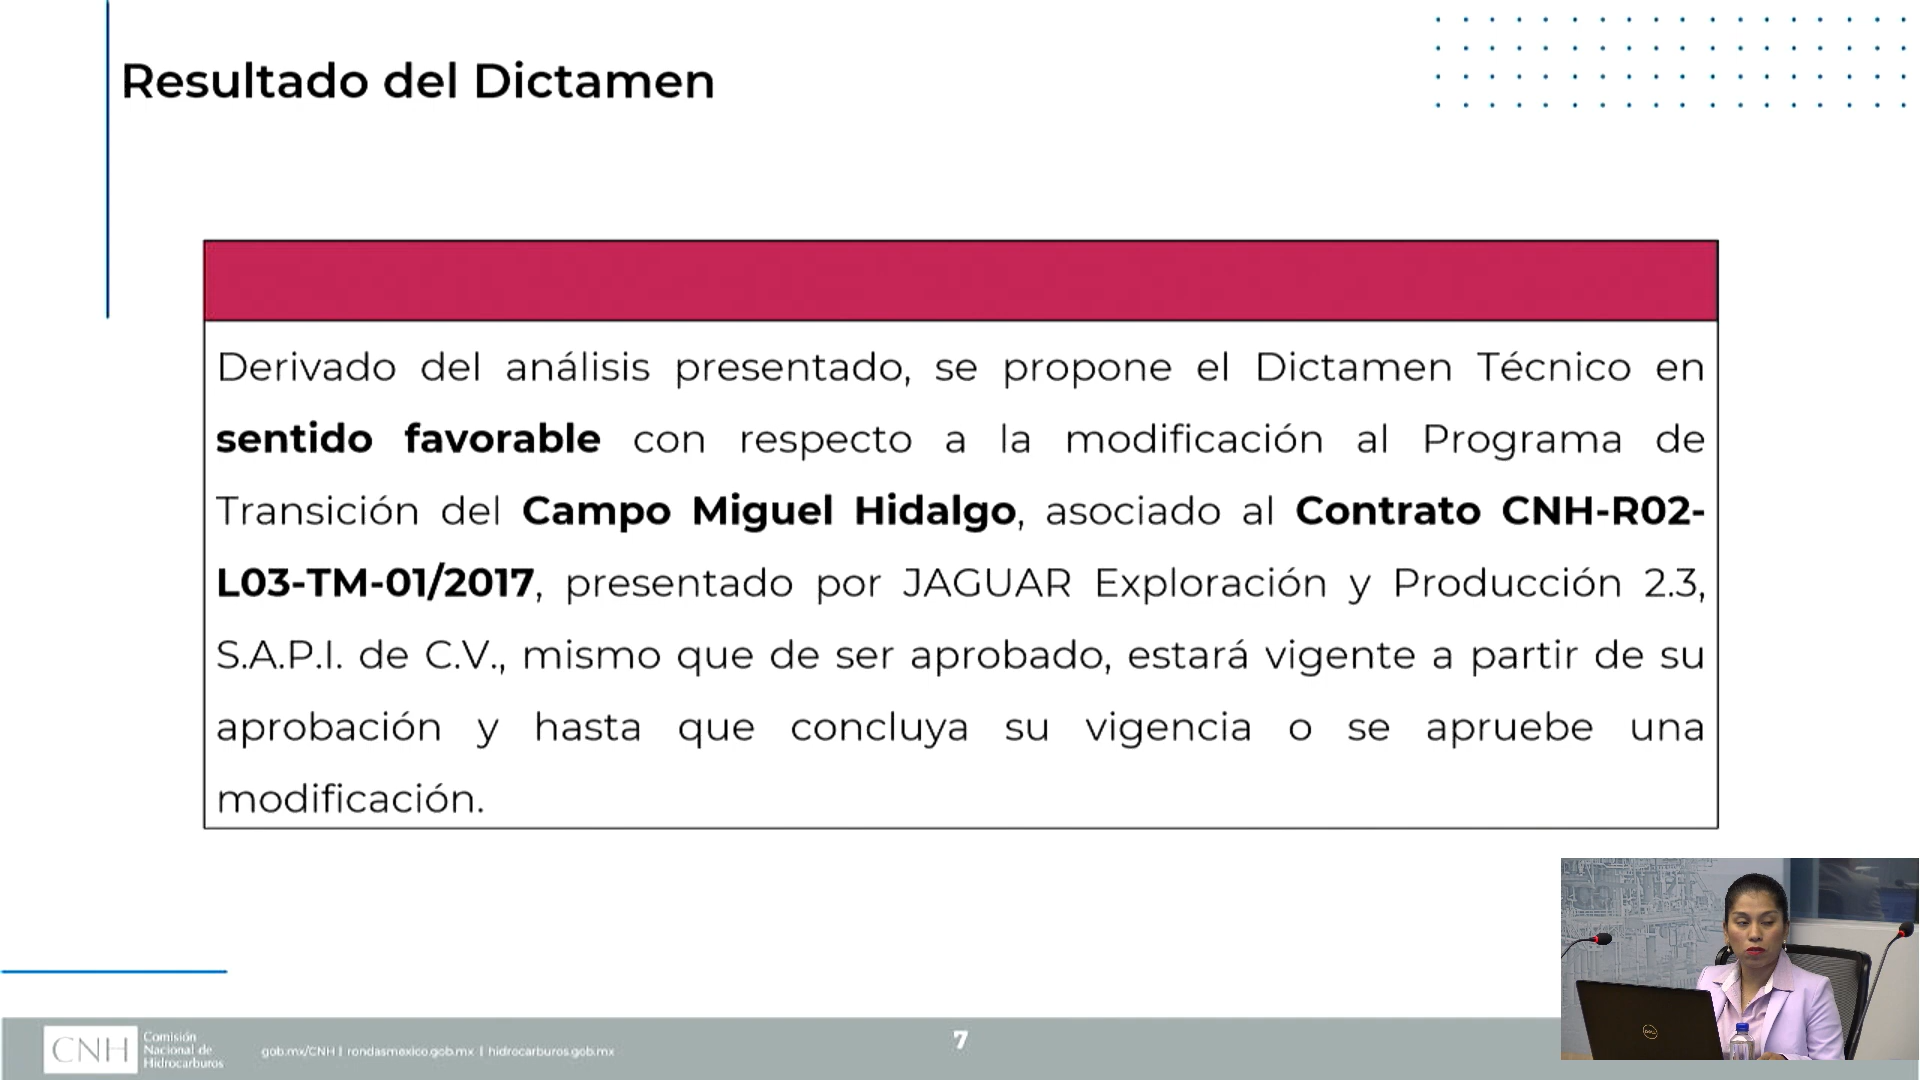 Resultado del Dictamen
Derivado del análisis presentado, se propone el Dictamen Técnico en
sentido favorable con respecto a la modificación al Programa de
Transición del Campo Miguel Hidalgo, asociado al Contrato CNH-R02-
L03-TM-01/2017, presentado por JAGUAR Exploración y Producción 2.3,
S.A.P.I. de C.V., mismo que de ser aprobado, estará vigente a partir de su
aprobación y hasta que concluya su vigencia o se apruebe una
modificación.
CNH
Comisión
Nacional de
Hidrocarburos
gob.mx/CNH | rondasmexico.gob.mx | hidrocarburos.gob.mx
7
DELL